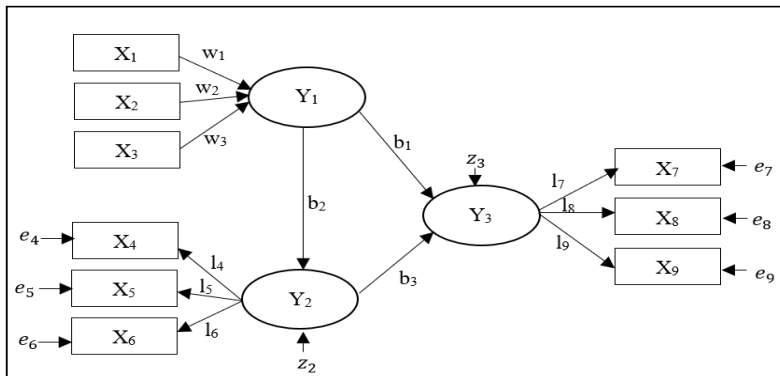 X₁
w₁
X₂
w₂
Y₁
X₃
w₃
b₁
z₃
l₇
X₇
e₇
b₂
Y₃
l₈
X₈
e₈
l₉
X₉
e₉
e₄
X₄
l₄
b₃
e₅
X₅
l₅
Y₂
e₆
X₆
l₆
z₂